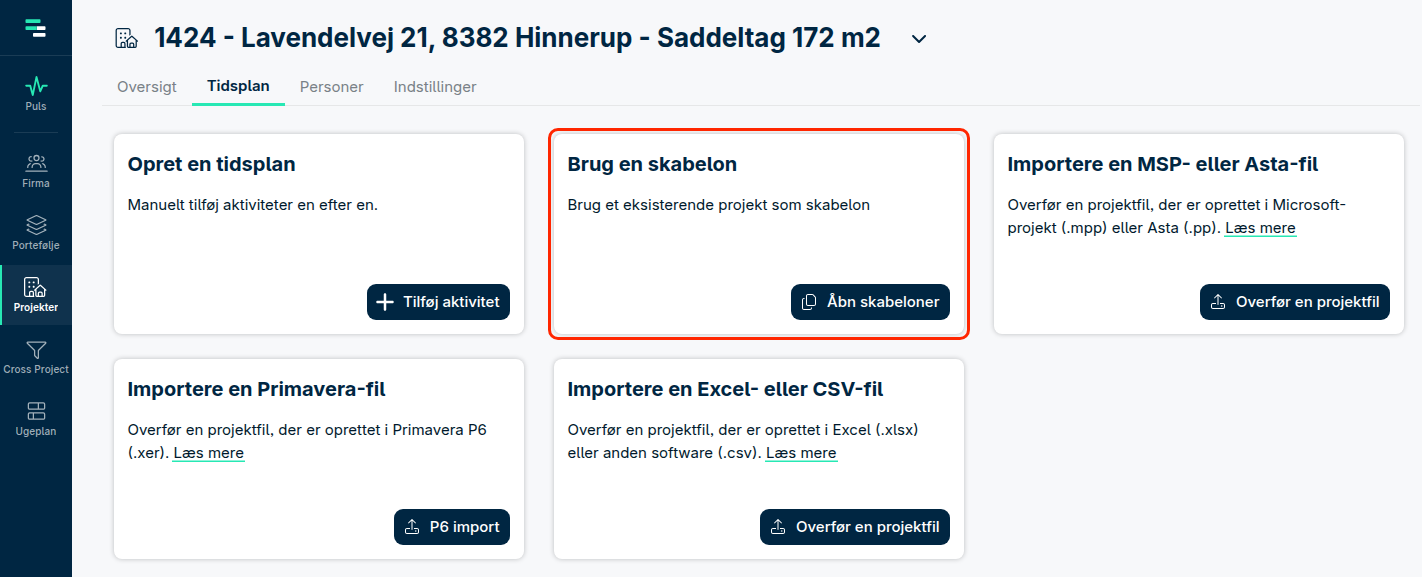 1424 - Lavendelvej 21, 8382 Hinnerup - Saddeltag 172 m2
Oversigt
Tidsplan
Personer
Indstillinger
Puls
Firma
Portefølje
Projekter
Cross Project
Ugeplan
Opret en tidsplan
Manuelt tilføj aktiviteter en efter en.
Tilføj aktivitet
Brug en skabelon
Brug et eksisterende projekt som skabelon
Åbn skabeloner
Importere en MSP- eller Asta-fil
Overfør en projektfil, der er oprettet i Microsoft-
projekt (.mpp) eller Asta (.pp). Læs mere
Overfør en projektfil
Importere en Primavera-fil
Overfør en projektfil, der er oprettet i Primavera P6
(.xer). Læs mere
P6 import
Importere en Excel- eller CSV-fil
Overfør en projektfil, der er oprettet i Excel (.xlsx)
eller anden software (.csv). Læs mere
Overfør en projektfil